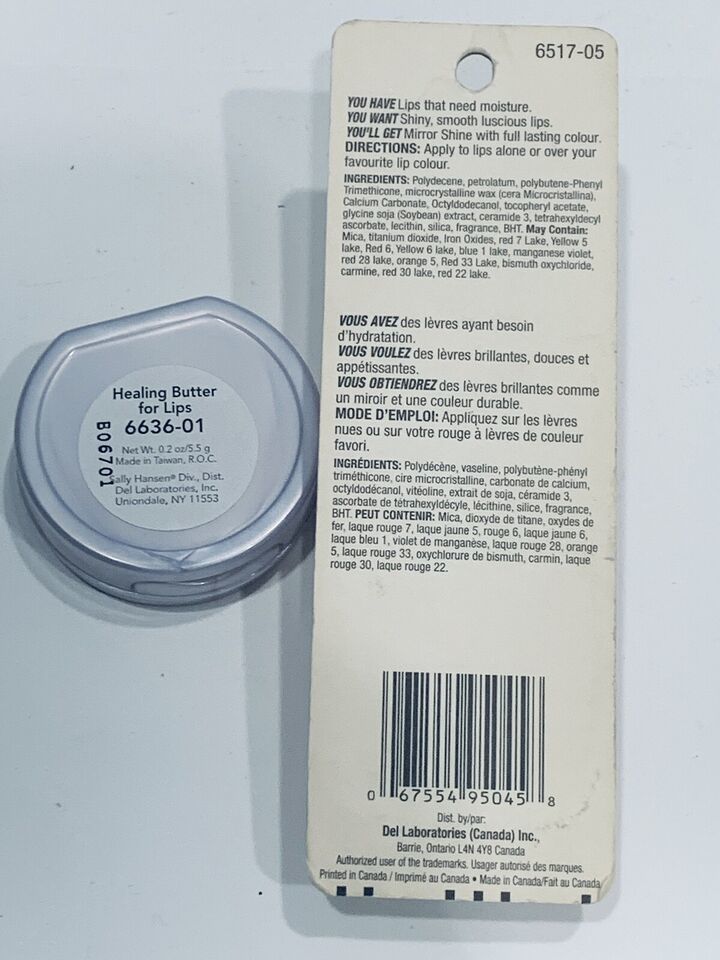 Healing Butter
for Lips
6636-01
Net Wt. 0.2 oz/5.5 g
Made in Taiwan, R.O.C.
Sally Hansen® Div., Dist.
Del Laboratories, Inc.
Uniondale, NY 11553
B06701
6517-05
YOU HAVE Lips that need moisture.
YOU WANT Shiny, smooth luscious lips.
YOU'LL GET Mirror Shine with full lasting colour.
DIRECTIONS: Apply to lips alone or over your
favourite lip colour.
INGREDIENTS: Polydecene, petrolatum, polybutene-Phenyl
Trimethicone, microcrystalline wax (cera Microcristallina),
Calcium Carbonate, Octyldodecanol, tocopheryl acetate,
glycine soja (Soybean) extract, ceramide 3, tetrahexyldecyl
ascorbate, lecithin, silica, fragrance, BHT. May Contain:
Mica, titanium dioxide, Iron Oxides, red 7 Lake, Yellow 5
lake, Red 6, Yellow 6 lake, blue 1 lake, manganese violet,
red 28 lake, orange 5, Red 33 Lake, bismuth oxychloride,
carmine, red 30 lake, red 22 lake.
VOUS AVEZ des lèvres ayant besoin
d'hydratation.
VOUS VOULEZ des lèvres brillantes, douces et
appétissantes.
VOUS OBTIENDREZ des lèvres brillantes comme
un miroir et une couleur durable.
MODE D'EMPLOI: Appliquez sur les lèvres
nues ou sur votre rouge à lèvres de couleur
favori.
INGRÉDIENTS: Polydécène, vaseline, polybutène-phényl
triméthicone, cire microcristalline, carbonate de calcium,
octyldodécanol, vitéoline, extrait de soja, céramide 3,
ascorbate de tétrahexyldécyle, lécithine, silice, fragrance,
BHT. PEUT CONTENIR: Mica, dioxyde de titane, oxydes de
fer, laque rouge 7, laque jaune 5, rouge 6, laque jaune 6,
laque bleu 1, violet de manganèse, laque rouge 28, orange
5, laque rouge 33, oxychlorure de bismuth, carmin, laque
rouge 30, laque rouge 22.
0 67554 95045 8
Dist. by/par:
Del Laboratories (Canada) Inc.,
Barrie, Ontario L4N 4Y8 Canada
Authorized user of the trademarks. Usager autorisé des marques.
Printed in Canada / Imprimé au Canada • Made in Canada/Fait au Canada